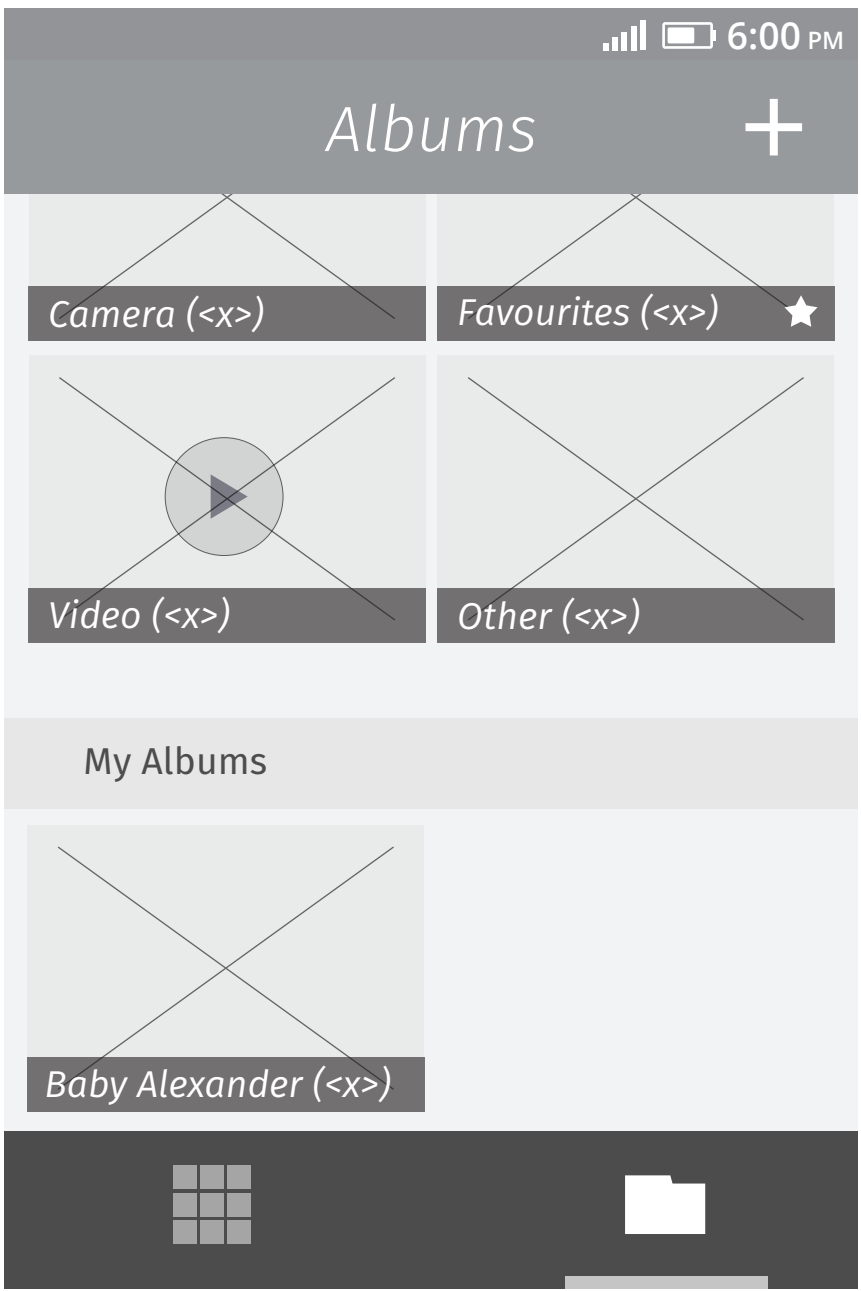 6:00 PM
Albums
Camera (<x>)
Favourites (<x>)
Video (<x>)
Other (<x>)
My Albums
Baby Alexander (<x>)